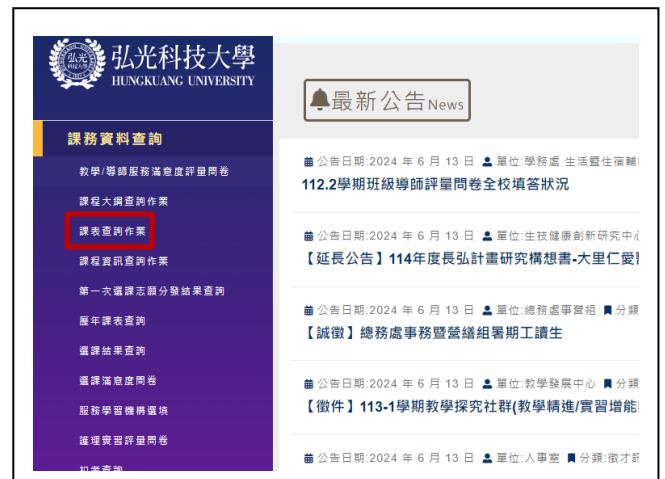 弘光科技大學
HUNGKUANG UNIVERSITY
課務資料查詢
教學/導師服務滿意度評量問卷
課程大綱查詢作業
課表查詢作業
課程資訊查詢作業
第一次選課志願分發結果查詢
歷年課表查詢
選課結果查詢
選課滿意度問卷
服務學習機構選填
護理實習評量問卷
扣考查詢
最新公告News
公告日期:2024 年 6 月 13 日 單位:學務處 生活暨住宿輔
112.2學期班級導師評量問卷全校填答狀況
公告日期:2024 年 6 月 13 日 單位:生技健康創新研究中心
【延長公告】114年度長弘計畫研究構想書-大里仁愛
公告日期:2024 年 6 月 13 日 單位:總務處事營組 分類
【誠徵】總務處事務暨營繕組暑期工讀生
公告日期:2024 年 6 月 13 日 單位:教學發展中心 分類
【徵件】113-1學期教學探究社群(教學精進/實習增能
公告日期:2024 年 6 月 13 日 單位:人事室 分類:徵才